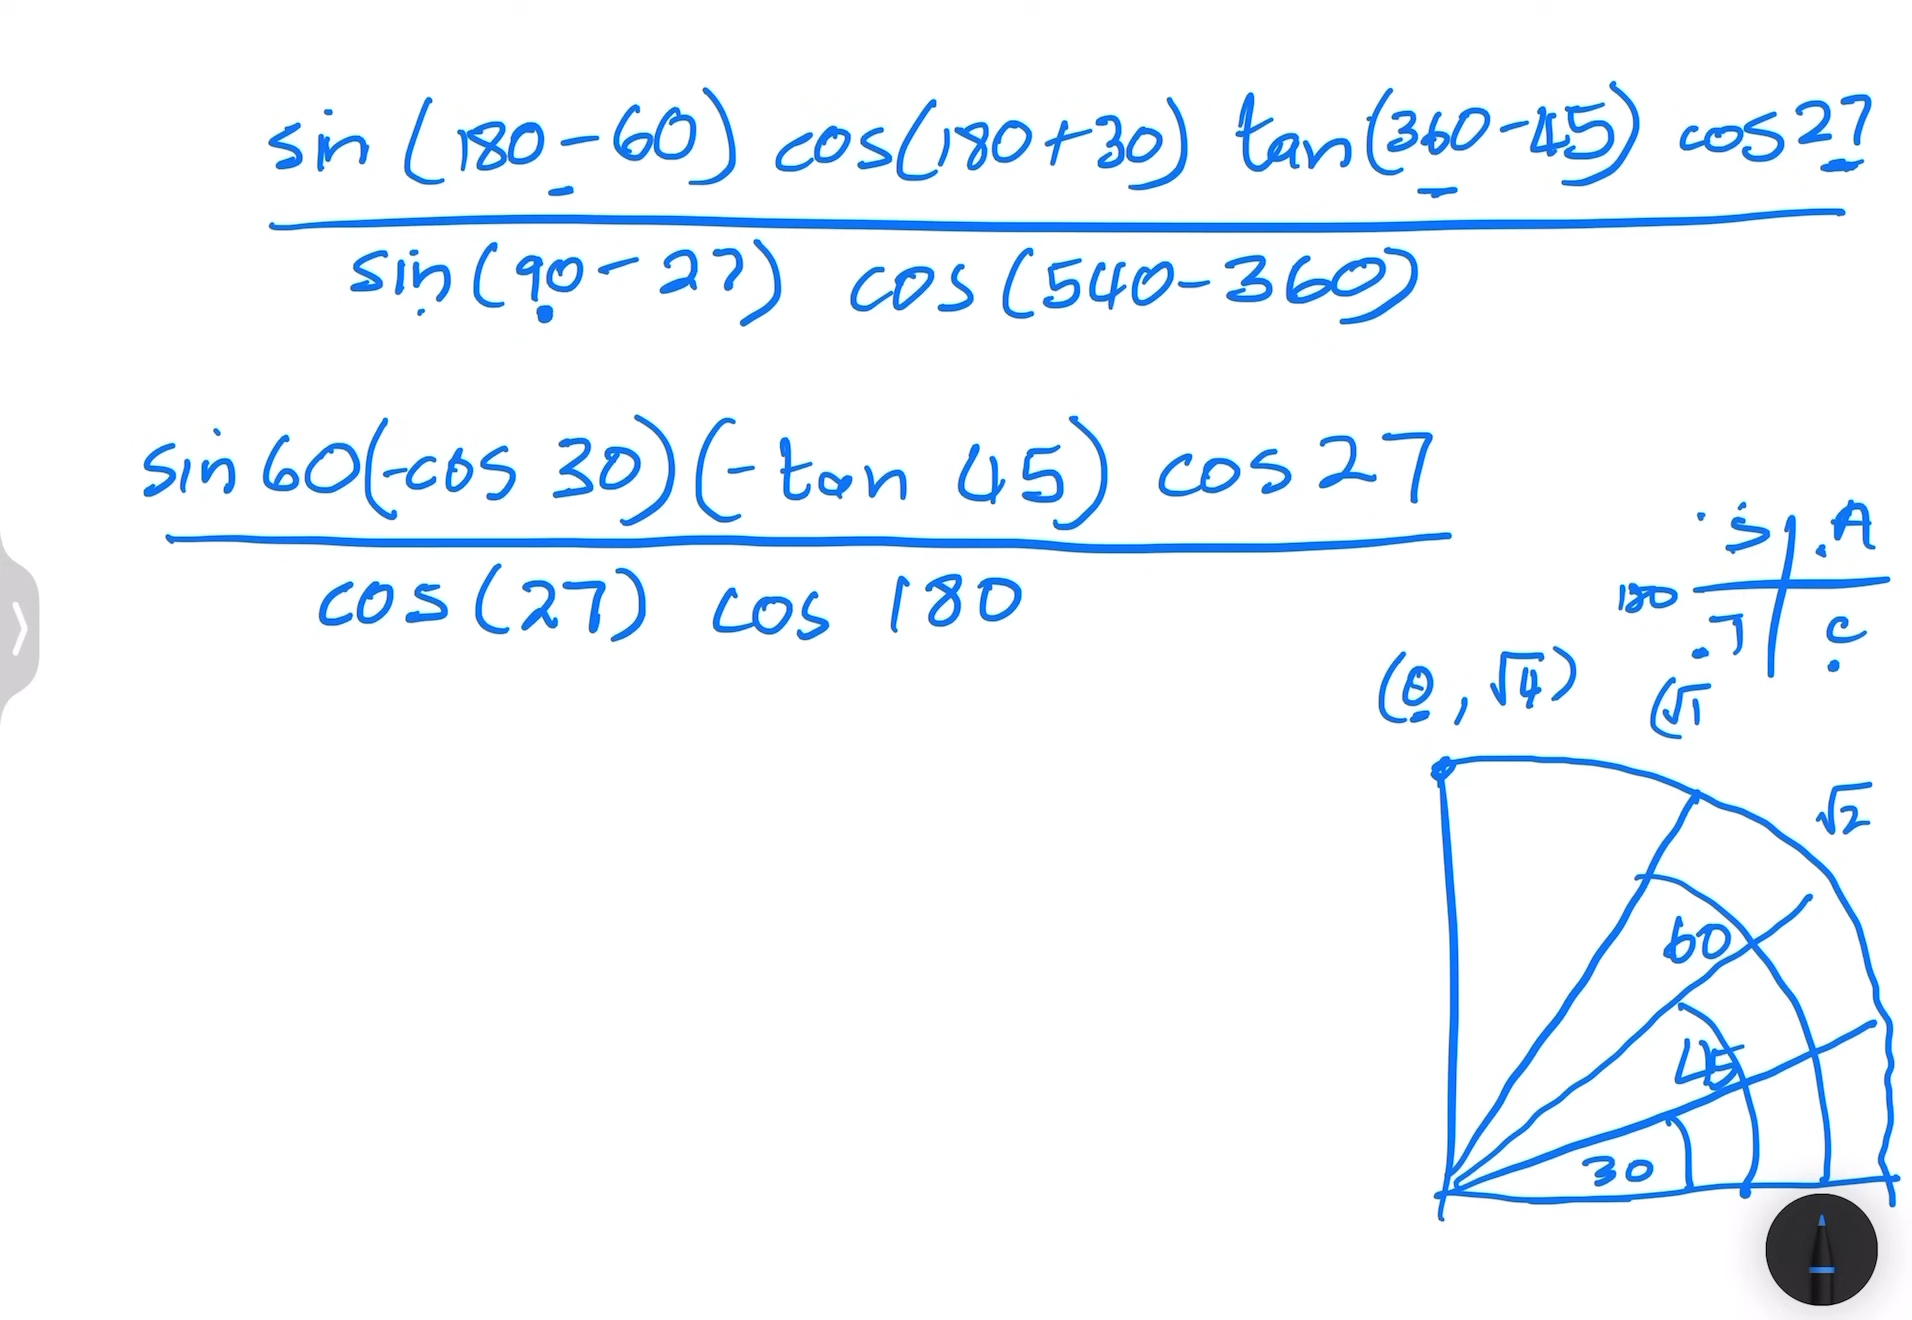 sin (180-60) cos(180+30) tan(360-45) cos 27
sin (90-27) cos (540-360)
sin 60(-cos 30)(-tan 45) cos 27
cos (27) cos 180
S A
180
T C
(0, √4) (√1
√2
60
45
30